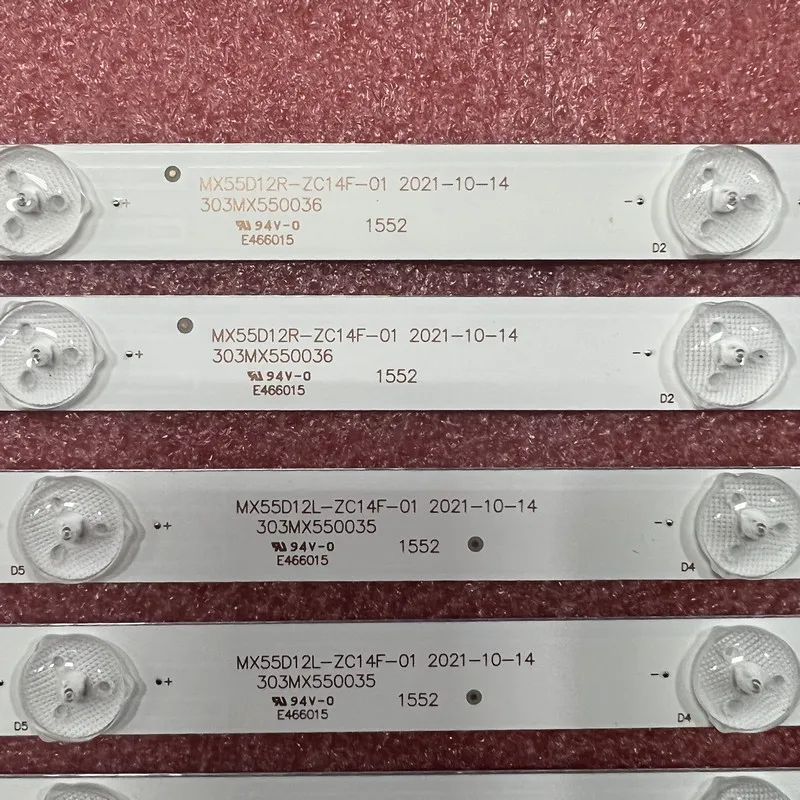 MX55D12R-ZC14F-01 2021-10-14
303MX550036
94V-0 1552
E466015
+
-
D2
MX55D12R-ZC14F-01 2021-10-14
303MX550036
94V-0 1552
E466015
+
-
D2
MX55D12L-ZC14F-01 2021-10-14
303MX550035
94V-0 1552
E466015
D5
+
-
D4
MX55D12L-ZC14F-01 2021-10-14
303MX550035
94V-0 1552
E466015
D5
+
-
D4